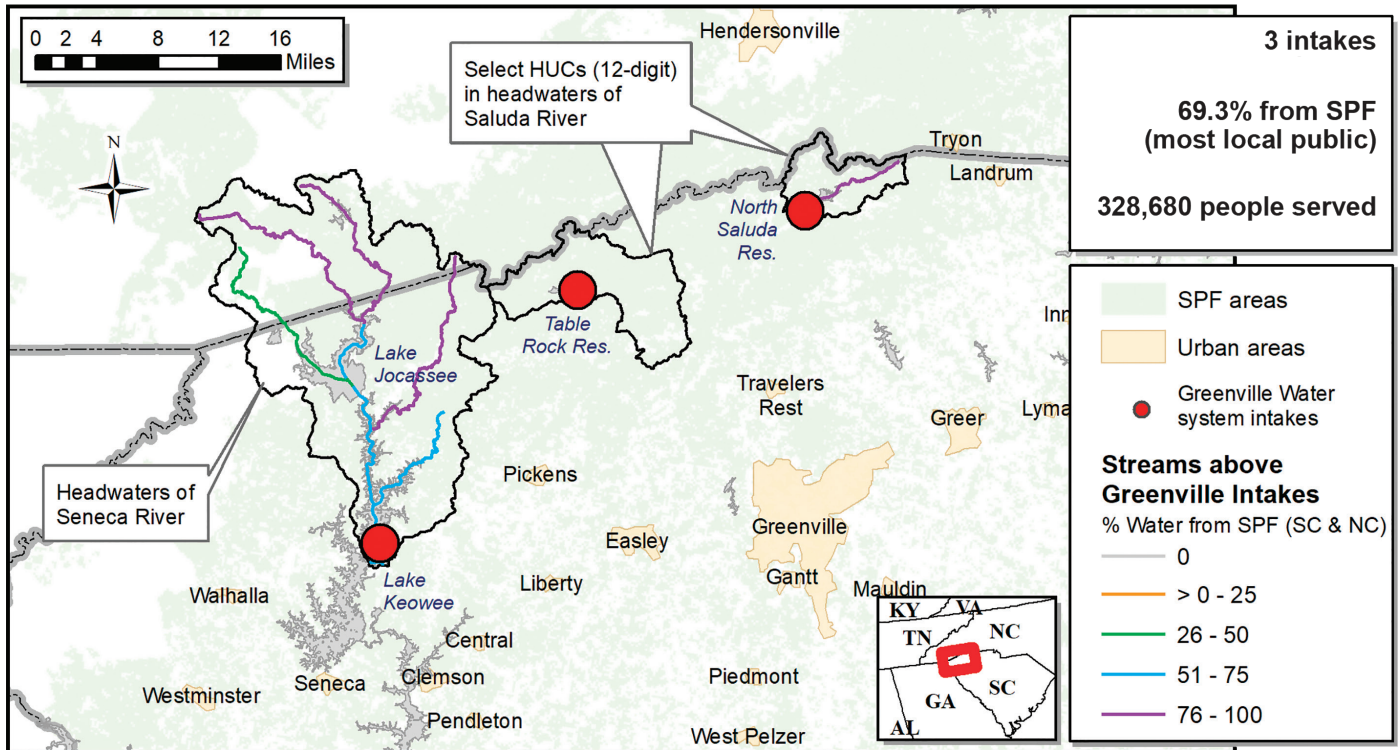 0 2 4 8 12 16
Miles
N
Select HUCs (12-digit)
in headwaters of
Saluda River
Headwaters of
Seneca River
Hendersonville
Tryon
Landrum
North
Saluda
Res.
Table
Rock Res.
Lake
Jocassee
Lake
Keowee
Travelers
Rest
Greer
Lyma
Inn
Pickens
Greenville
Easley
Gantt
Mauldin
Liberty
Walhalla
Central
Clemson
Seneca
Westminster
Pendleton
Piedmont
West Pelzer
3 intakes
69.3% from SPF
(most local public)
328,680 people served
SPF areas
Urban areas
Greenville Water
system intakes
Streams above
Greenville Intakes
% Water from SPF (SC & NC)
0
> 0 - 25
26 - 50
51 - 75
76 - 100
KY
VA
TN
NC
GA
SC
AL